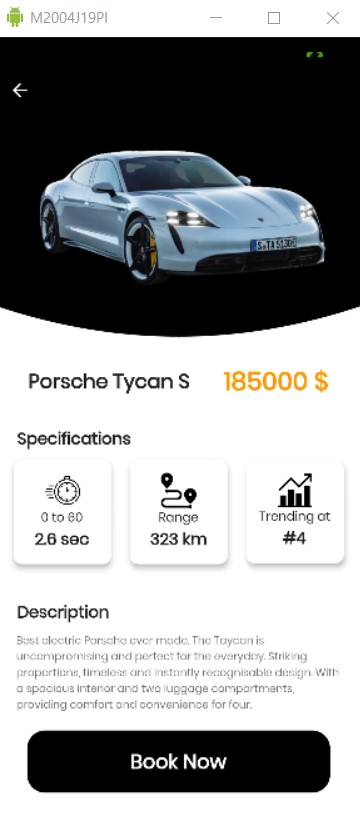 M2004J19PI
S·TA 5130E
Porsche Tycan S
185000 $
Specifications
0 to 60
2.6 sec
Range
323 km
Trending at
#4
Description
Best electric Porsche ever made. The Taycan is
uncompromising and perfect for the everyday. Striking
proportions, timeless and instantly recognisable design. With
a spacious interior and two luggage compartments,
providing comfort and convenience for four.
Book Now